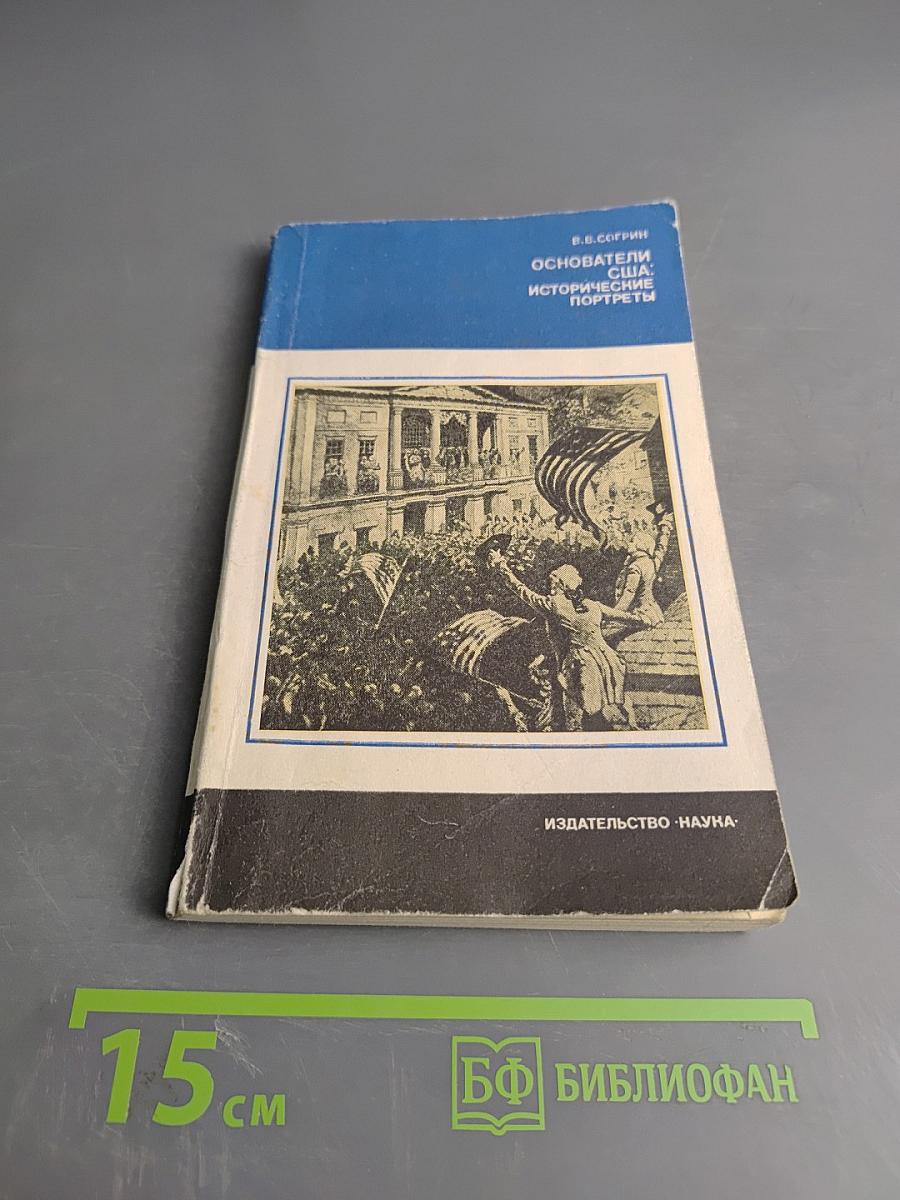 В.В.СОГРИН
ОСНОВАТЕЛИ
США:
ИСТОРИЧЕСКИЕ
ПОРТРЕТЫ
ИЗДАТЕЛЬСТВО ·НАУКА·
15 см
БФ БИБЛИОФАН